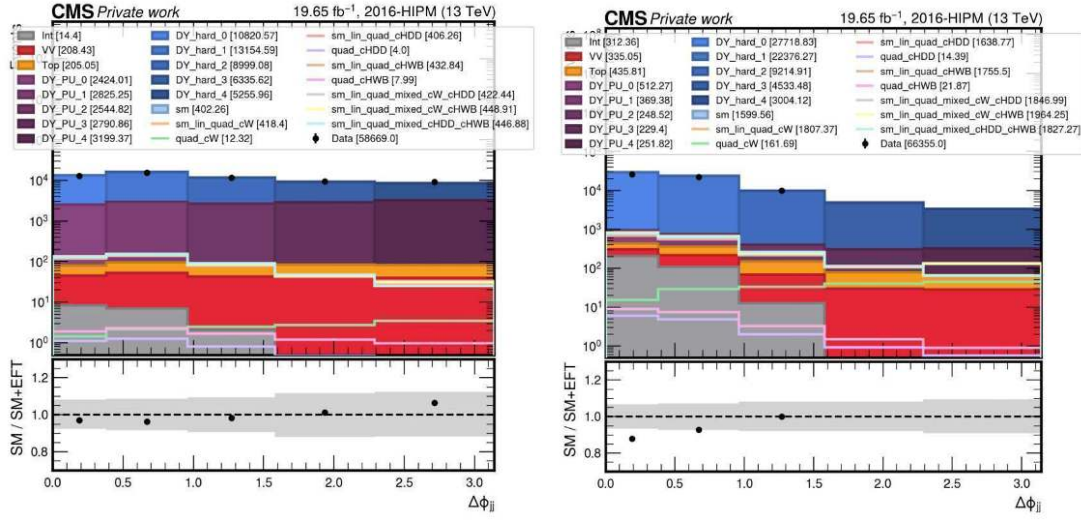 CMS Private work 19.65 fb⁻¹, 2016-HIPM (13 TeV)
Int [14.4] DY_hard_0 [10820.57] sm_lin_quad_cHDD [406.26]
VV [208.43] DY_hard_1 [13154.59] quad_cHDD [4.0]
Top [205.05] DY_hard_2 [8999.08] sm_lin_quad_cHWB [432.84]
DY_PU_0 [2424.01] DY_hard_3 [6335.62] quad_cHWB [7.99]
DY_PU_1 [2825.25] DY_hard_4 [5255.96] sm_lin_quad_mixed_cW_cHDD [422.44]
DY_PU_2 [2544.82] sm [402.26] sm_lin_quad_mixed_cW_cHWB [448.91]
DY_PU_3 [2790.86] sm_lin_quad_cW [418.4] sm_lin_quad_mixed_cHDD_cHWB [446.88]
DY_PU_4 [3199.37] quad_cW [12.32] Data [58669.0]
10⁴
10³
10²
10¹
10⁰
SM / SM+EFT
1.2
1.0
0.8
0.0 0.5 1.0 1.5 2.0 2.5 3.0
Δϕjj
CMS Private work 19.65 fb⁻¹, 2016-HIPM (13 TeV)
Int [312.36] DY_hard_0 [27718.83] sm_lin_quad_cHDD [1638.77]
VV [335.05] DY_hard_1 [22376.27] quad_cHDD [14.39]
Top [435.81] DY_hard_2 [9214.91] sm_lin_quad_cHWB [1755.5]
DY_PU_0 [512.27] DY_hard_3 [4533.48] quad_cHWB [21.87]
DY_PU_1 [369.38] DY_hard_4 [3004.12] sm_lin_quad_mixed_cW_cHDD [1846.99]
DY_PU_2 [248.52] sm [1599.56] sm_lin_quad_mixed_cW_cHWB [1964.25]
DY_PU_3 [229.4] sm_lin_quad_cW [1807.37] sm_lin_quad_mixed_cHDD_cHWB [1827.27]
DY_PU_4 [251.82] quad_cW [161.69] Data [66355.0]
10⁴
10³
10²
10¹
10⁰
SM / SM+EFT
1.2
1.0
0.8
0.0 0.5 1.0 1.5 2.0 2.5 3.0
Δϕjj